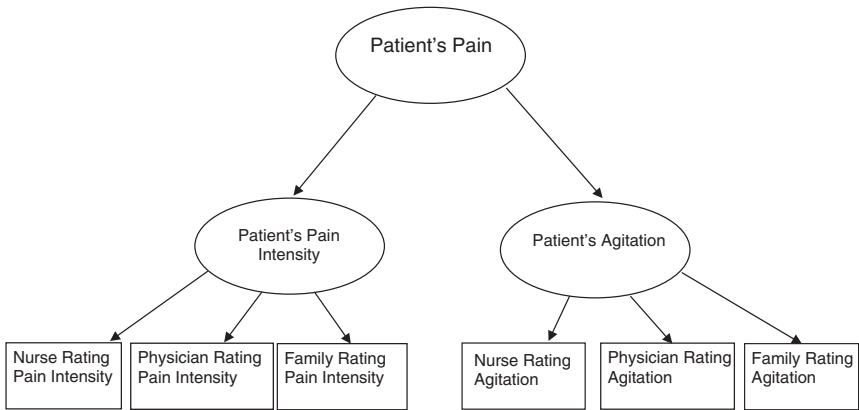 Patient's Pain
Patient's Pain
Intensity
Patient's Agitation
Nurse Rating
Pain Intensity
Physician Rating
Pain Intensity
Family Rating
Pain Intensity
Nurse Rating
Agitation
Physician Rating
Agitation
Family Rating
Agitation